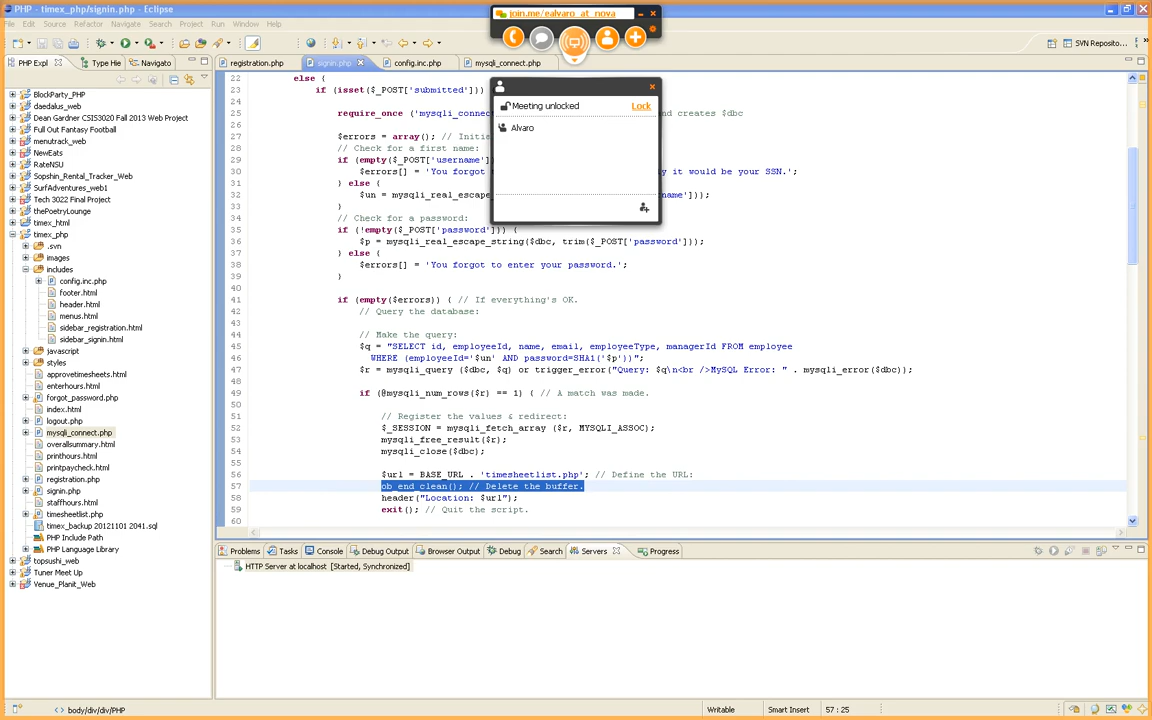 PHP - timex_php/signin.php - Eclipse
File Edit Source Refactor Navigate Search Project Run Window Help
join.me/ealvaro_at_nova
SVN Reposito...
PHP Expl
Type Hie
Navigato
registration.php
signin.php
config.inc.php
mysqli_connect.php
Meeting unlocked
Lock
Alvaro
BlockParty_PHP
daedalus_web
Dean Gardner CSIS3020 Fall 2013 Web Project
Full Out Fantasy Football
menutrack_web
NewEats
RateNSU
Sopshin_Rental_Tracker_Web
SurfAdventures_web1
Tech 3022 Final Project
thePoetryLounge
timex_html
timex_php
.svn
images
includes
config.inc.php
footer.html
header.html
menus.html
sidebar_registration.html
sidebar_signin.html
javascript
styles
approvetimesheets.html
enterhours.html
forgot_password.php
index.html
logout.php
mysqli_connect.php
overallsummary.html
printhours.html
printpaycheck.html
registration.php
signin.php
staffhours.html
timesheetlist.php
timex_backup 20121101 2041.sql
PHP Include Path
PHP Language Library
topsushi_web
Tuner Meet Up
Venue_Planit_Web
22 else {
23 if (isset($_POST['submitted']))
24
25 require_once ('mysqli_conne nd creates $dbc
26
27 $errors = array(); // Initia
28 // Check for a first name:
29 if (empty($_POST['username']
30 $errors[] = 'You forgot y it would be your SSN.';
31 } else {
32 $un = mysqli_real_escape name']));
33 }
34 // Check for a password:
35 if (!empty($_POST['password'])) {
36 $p = mysqli_real_escape_string($dbc, trim($_POST['password']));
37 } else {
38 $errors[] = 'You forgot to enter your password.';
39 }
40
41 if (empty($errors)) { // If everything's OK.
42 // Query the database:
43
44 // Make the query:
45 $q = "SELECT id, employeeId, name, email, employeeType, managerId FROM employee
46 WHERE (employeeId='$un' AND password=SHA1('$p'))";
47 $r = mysqli_query ($dbc, $q) or trigger_error("Query: $q\n<br />MySQL Error: " . mysqli_error($dbc));
48
49 if (@mysqli_num_rows($r) == 1) { // A match was made.
50
51 // Register the values & redirect:
52 $_SESSION = mysqli_fetch_array ($r, MYSQLI_ASSOC);
53 mysqli_free_result($r);
54 mysqli_close($dbc);
55
56 $url = BASE_URL . 'timesheetlist.php'; // Define the URL:
57 ob_end_clean(); // Delete the buffer.
58 header("Location: $url");
59 exit(); // Quit the script.
60
Problems Tasks Console Debug Output Browser Output Debug Search Servers Progress
HTTP Server at localhost [Started, Synchronized]
body/div/div/PHP
Writable
Smart Insert
57 : 25